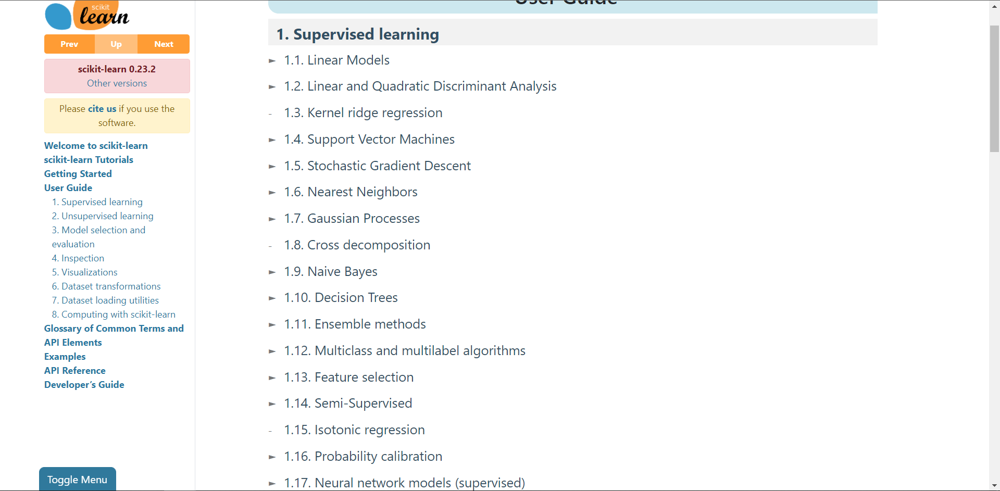 scikit
learn
Prev Up Next
scikit-learn 0.23.2
Other versions
Please cite us if you use the
software.
Welcome to scikit-learn
scikit-learn Tutorials
Getting Started
User Guide
1. Supervised learning
2. Unsupervised learning
3. Model selection and
evaluation
4. Inspection
5. Visualizations
6. Dataset transformations
7. Dataset loading utilities
8. Computing with scikit-learn
Glossary of Common Terms and
API Elements
Examples
API Reference
Developer’s Guide
Toggle Menu
User Guide
1. Supervised learning
► 1.1. Linear Models
► 1.2. Linear and Quadratic Discriminant Analysis
- 1.3. Kernel ridge regression
► 1.4. Support Vector Machines
► 1.5. Stochastic Gradient Descent
► 1.6. Nearest Neighbors
► 1.7. Gaussian Processes
- 1.8. Cross decomposition
► 1.9. Naive Bayes
► 1.10. Decision Trees
► 1.11. Ensemble methods
► 1.12. Multiclass and multilabel algorithms
► 1.13. Feature selection
► 1.14. Semi-Supervised
- 1.15. Isotonic regression
► 1.16. Probability calibration
► 1.17. Neural network models (supervised)